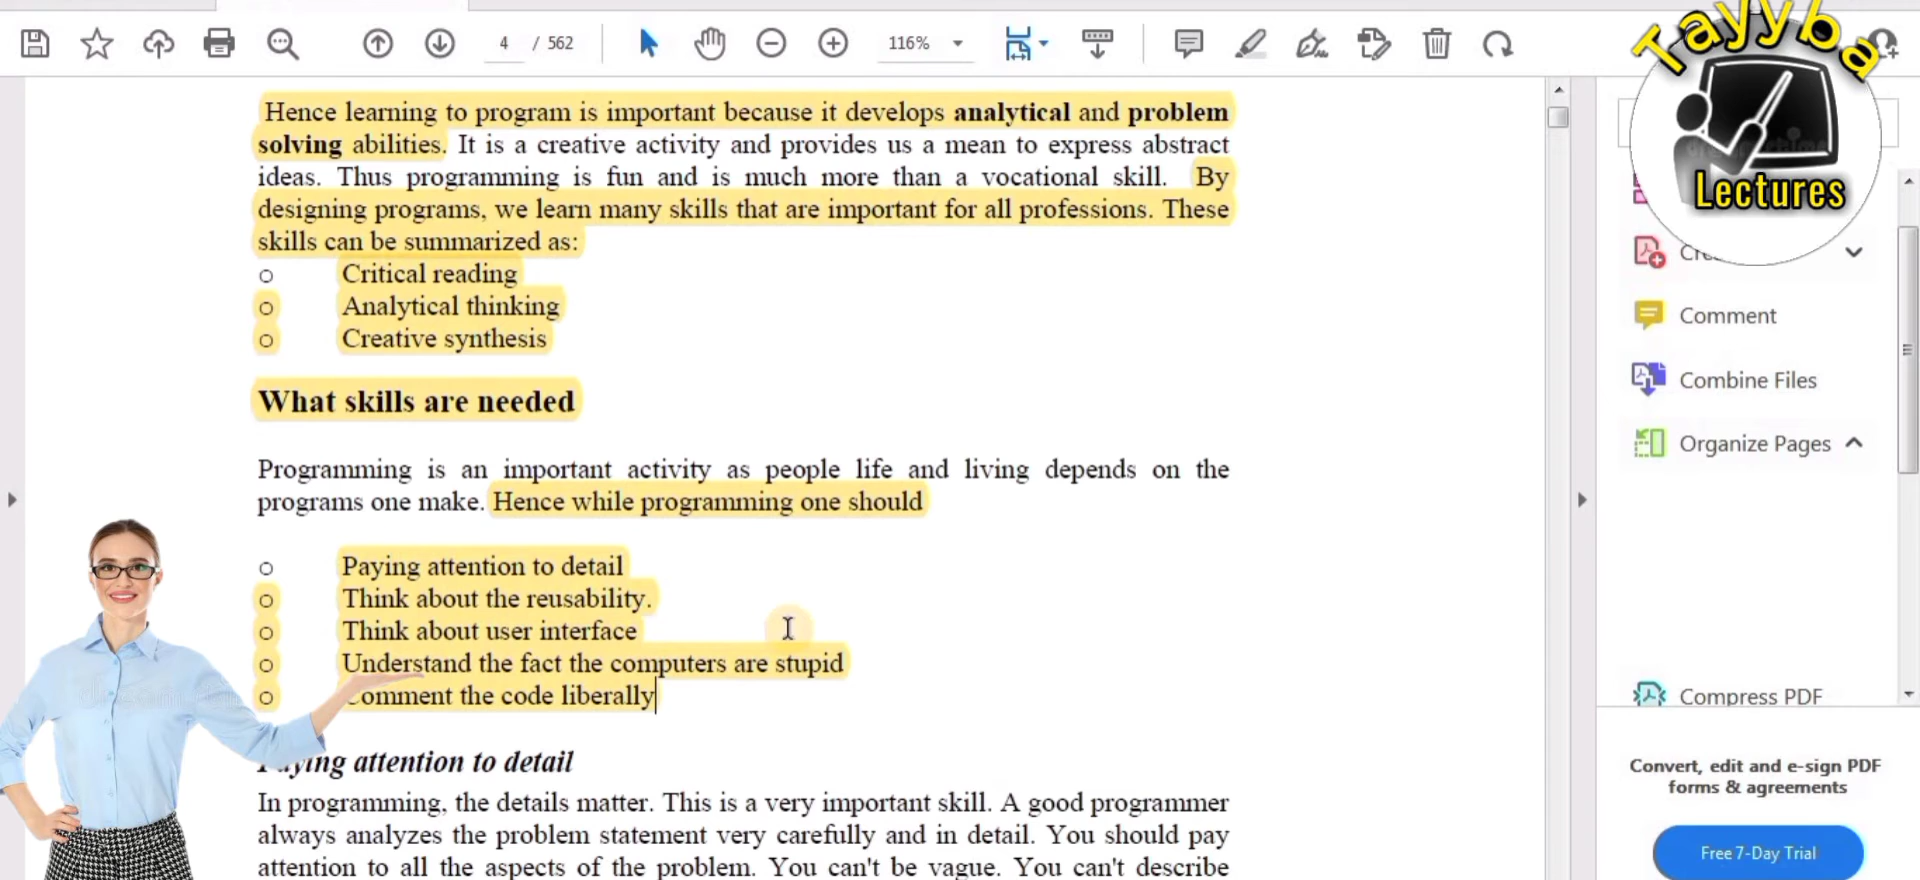 4 / 562
116%
Tayyba
Lectures
Hence learning to program is important because it develops analytical and problem
solving abilities. It is a creative activity and provides us a mean to express abstract
ideas. Thus programming is fun and is much more than a vocational skill. By
designing programs, we learn many skills that are important for all professions. These
skills can be summarized as:
o Critical reading
o Analytical thinking
o Creative synthesis
What skills are needed
Programming is an important activity as people life and living depends on the
programs one make. Hence while programming one should
o Paying attention to detail
o Think about the reusability.
o Think about user interface
o Understand the fact the computers are stupid
o Comment the code liberally
Paying attention to detail
In programming, the details matter. This is a very important skill. A good programmer
always analyzes the problem statement very carefully and in detail. You should pay
attention to all the aspects of the problem. You can't be vague. You can't describe
Comment
Combine Files
Organize Pages
Compress PDF
Convert, edit and e-sign PDF
forms & agreements
Free 7-Day Trial